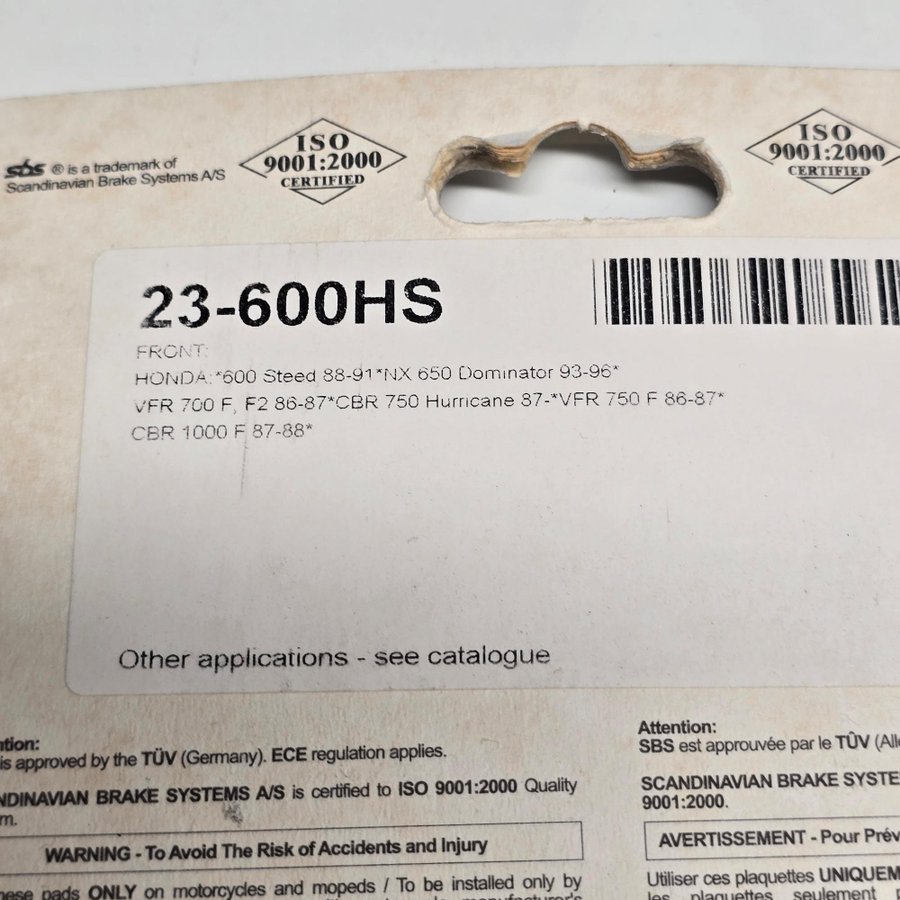 sbs ® is a trademark of
Scandinavian Brake Systems A/S
ISO
9001:2000
CERTIFIED
ISO
9001:2000
CERTIFIED
23-600HS
FRONT:
HONDA:*600 Steed 88-91*NX 650 Dominator 93-96*
VFR 700 F, F2 86-87*CBR 750 Hurricane 87-*VFR 750 F 86-87*
CBR 1000 F 87-88*
Other applications - see catalogue
is approved by the TÜV (Germany). ECE regulation applies.
BRAKE SYSTEMS A/S is certified to ISO 9001:2000 Quality
WARNING - To Avoid The Risk of Accidents and Injury
pads ONLY on motorcycles and mopeds / To be installed only by
Attention:
SBS est approuvée par le TÛV
SCANDINAVIAN BRAKE
9001:2000.
AVERTISSEMENT - Pour
Utiliser ces plaquettes
les plaquettes seulement